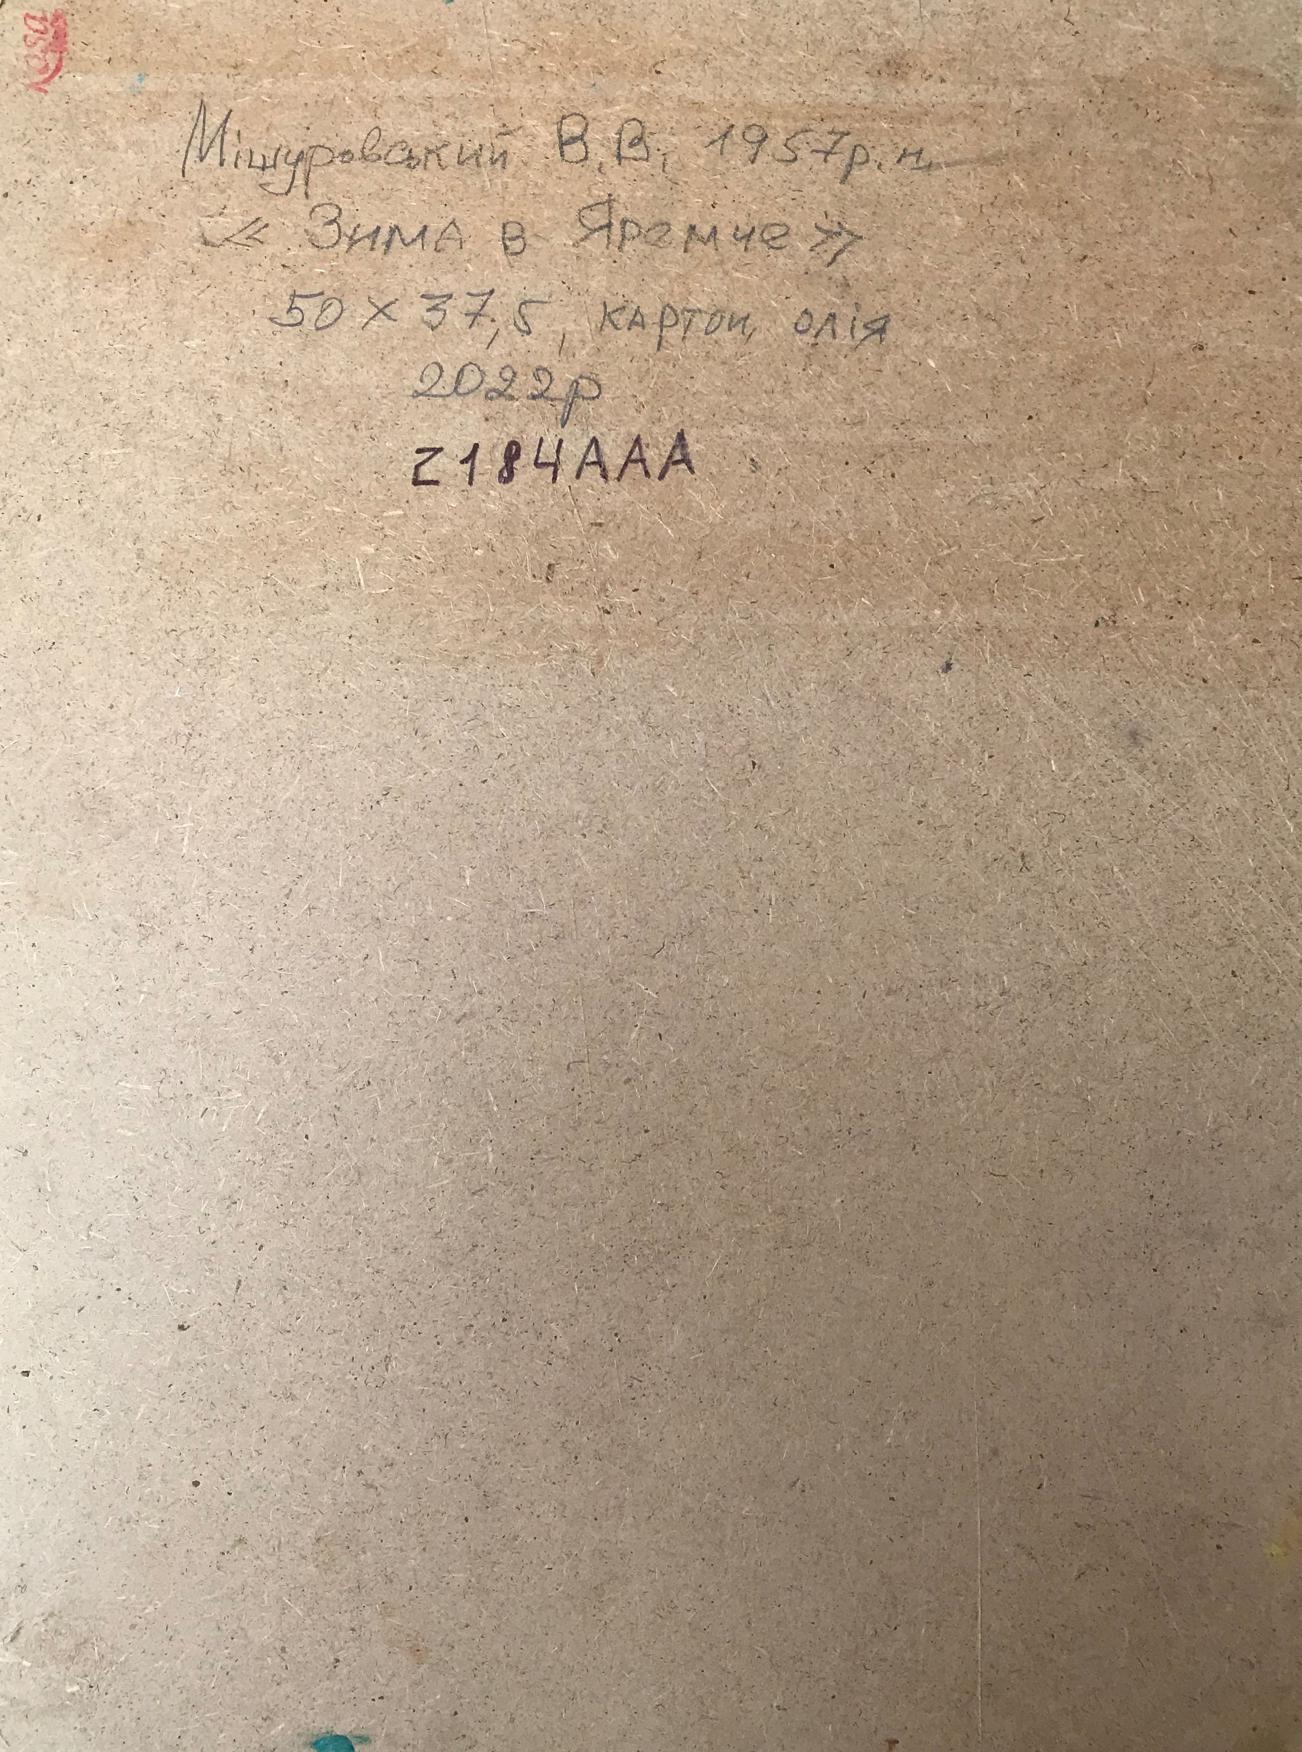 Мішуровський В.В. 1957р.н.
« Зима в Яремче »
50 × 37,5, картон, олія
2022р
z184AAA